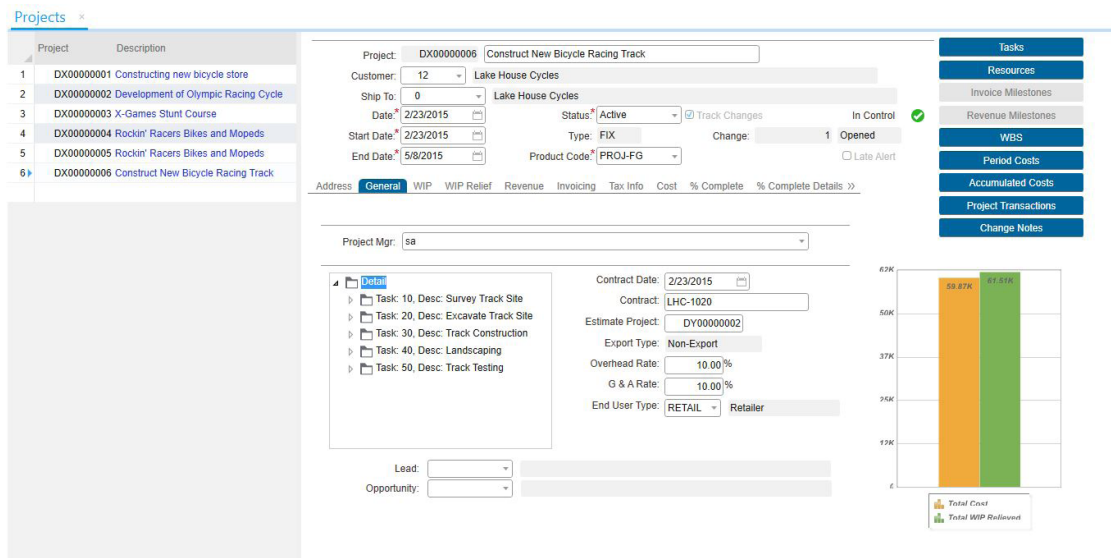 Projects ×
Project Description
1 DX00000001 Constructing new bicycle store
2 DX00000002 Development of Olympic Racing Cycle
3 DX00000003 X-Games Stunt Course
4 DX00000004 Rockin' Racers Bikes and Mopeds
5 DX00000005 Rockin' Racers Bikes and Mopeds
6 DX00000006 Construct New Bicycle Racing Track
Project: DX00000006 Construct New Bicycle Racing Track
Customer: 12 Lake House Cycles
Ship To: 0 Lake House Cycles
Date:* 2/23/2015 Status:* Active Track Changes In Control
Start Date:* 2/23/2015 Type: FIX Change: 1 Opened
End Date:* 5/8/2015 Product Code:* PROJ-FG Late Alert
Address General WIP WIP Relief Revenue Invoicing Tax Info Cost % Complete % Complete Details »
Project Mgr: sa
Detail
Task: 10, Desc: Survey Track Site
Task: 20, Desc: Excavate Track Site
Task: 30, Desc: Track Construction
Task: 40, Desc: Landscaping
Task: 50, Desc: Track Testing
Contract Date: 2/23/2015
Contract: LHC-1020
Estimate Project: DY00000002
Export Type: Non-Export
Overhead Rate: 10.00 %
G & A Rate: 10.00 %
End User Type: RETAIL Retailer
Lead:
Opportunity:
Tasks
Resources
Invoice Milestones
Revenue Milestones
WBS
Period Costs
Accumulated Costs
Project Transactions
Change Notes
62K
50K
37K
25K
12K
59.87K 61.51K
Total Cost
Total WIP Relieved